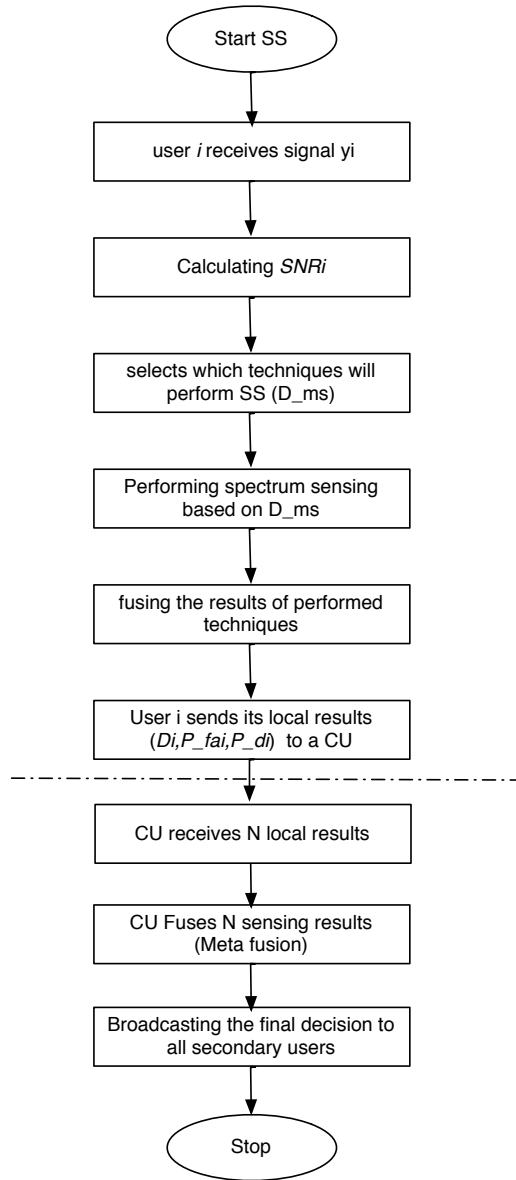 Start SS
user i receives signal yi
Calculating SNRi
selects which techniques will
perform SS (D_ms)
Performing spectrum sensing
based on D_ms
fusing the results of performed
techniques
User i sends its local results
(Di,P_fai,P_di) to a CU
CU receives N local results
CU Fuses N sensing results
(Meta fusion)
Broadcasting the final decision to
all secondary users
Stop